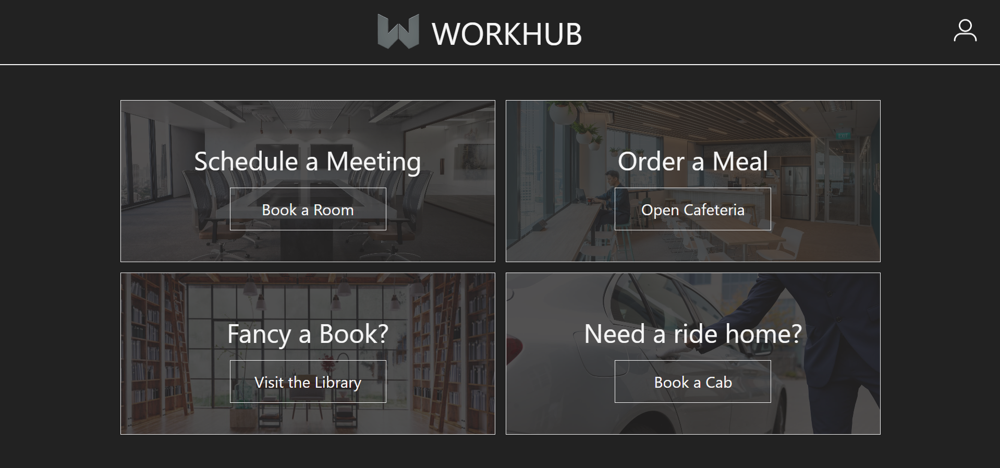 WORKHUB
Schedule a Meeting
Book a Room
Order a Meal
EXIT
Open Cafeteria
Fancy a Book?
Visit the Library
Need a ride home?
Book a Cab